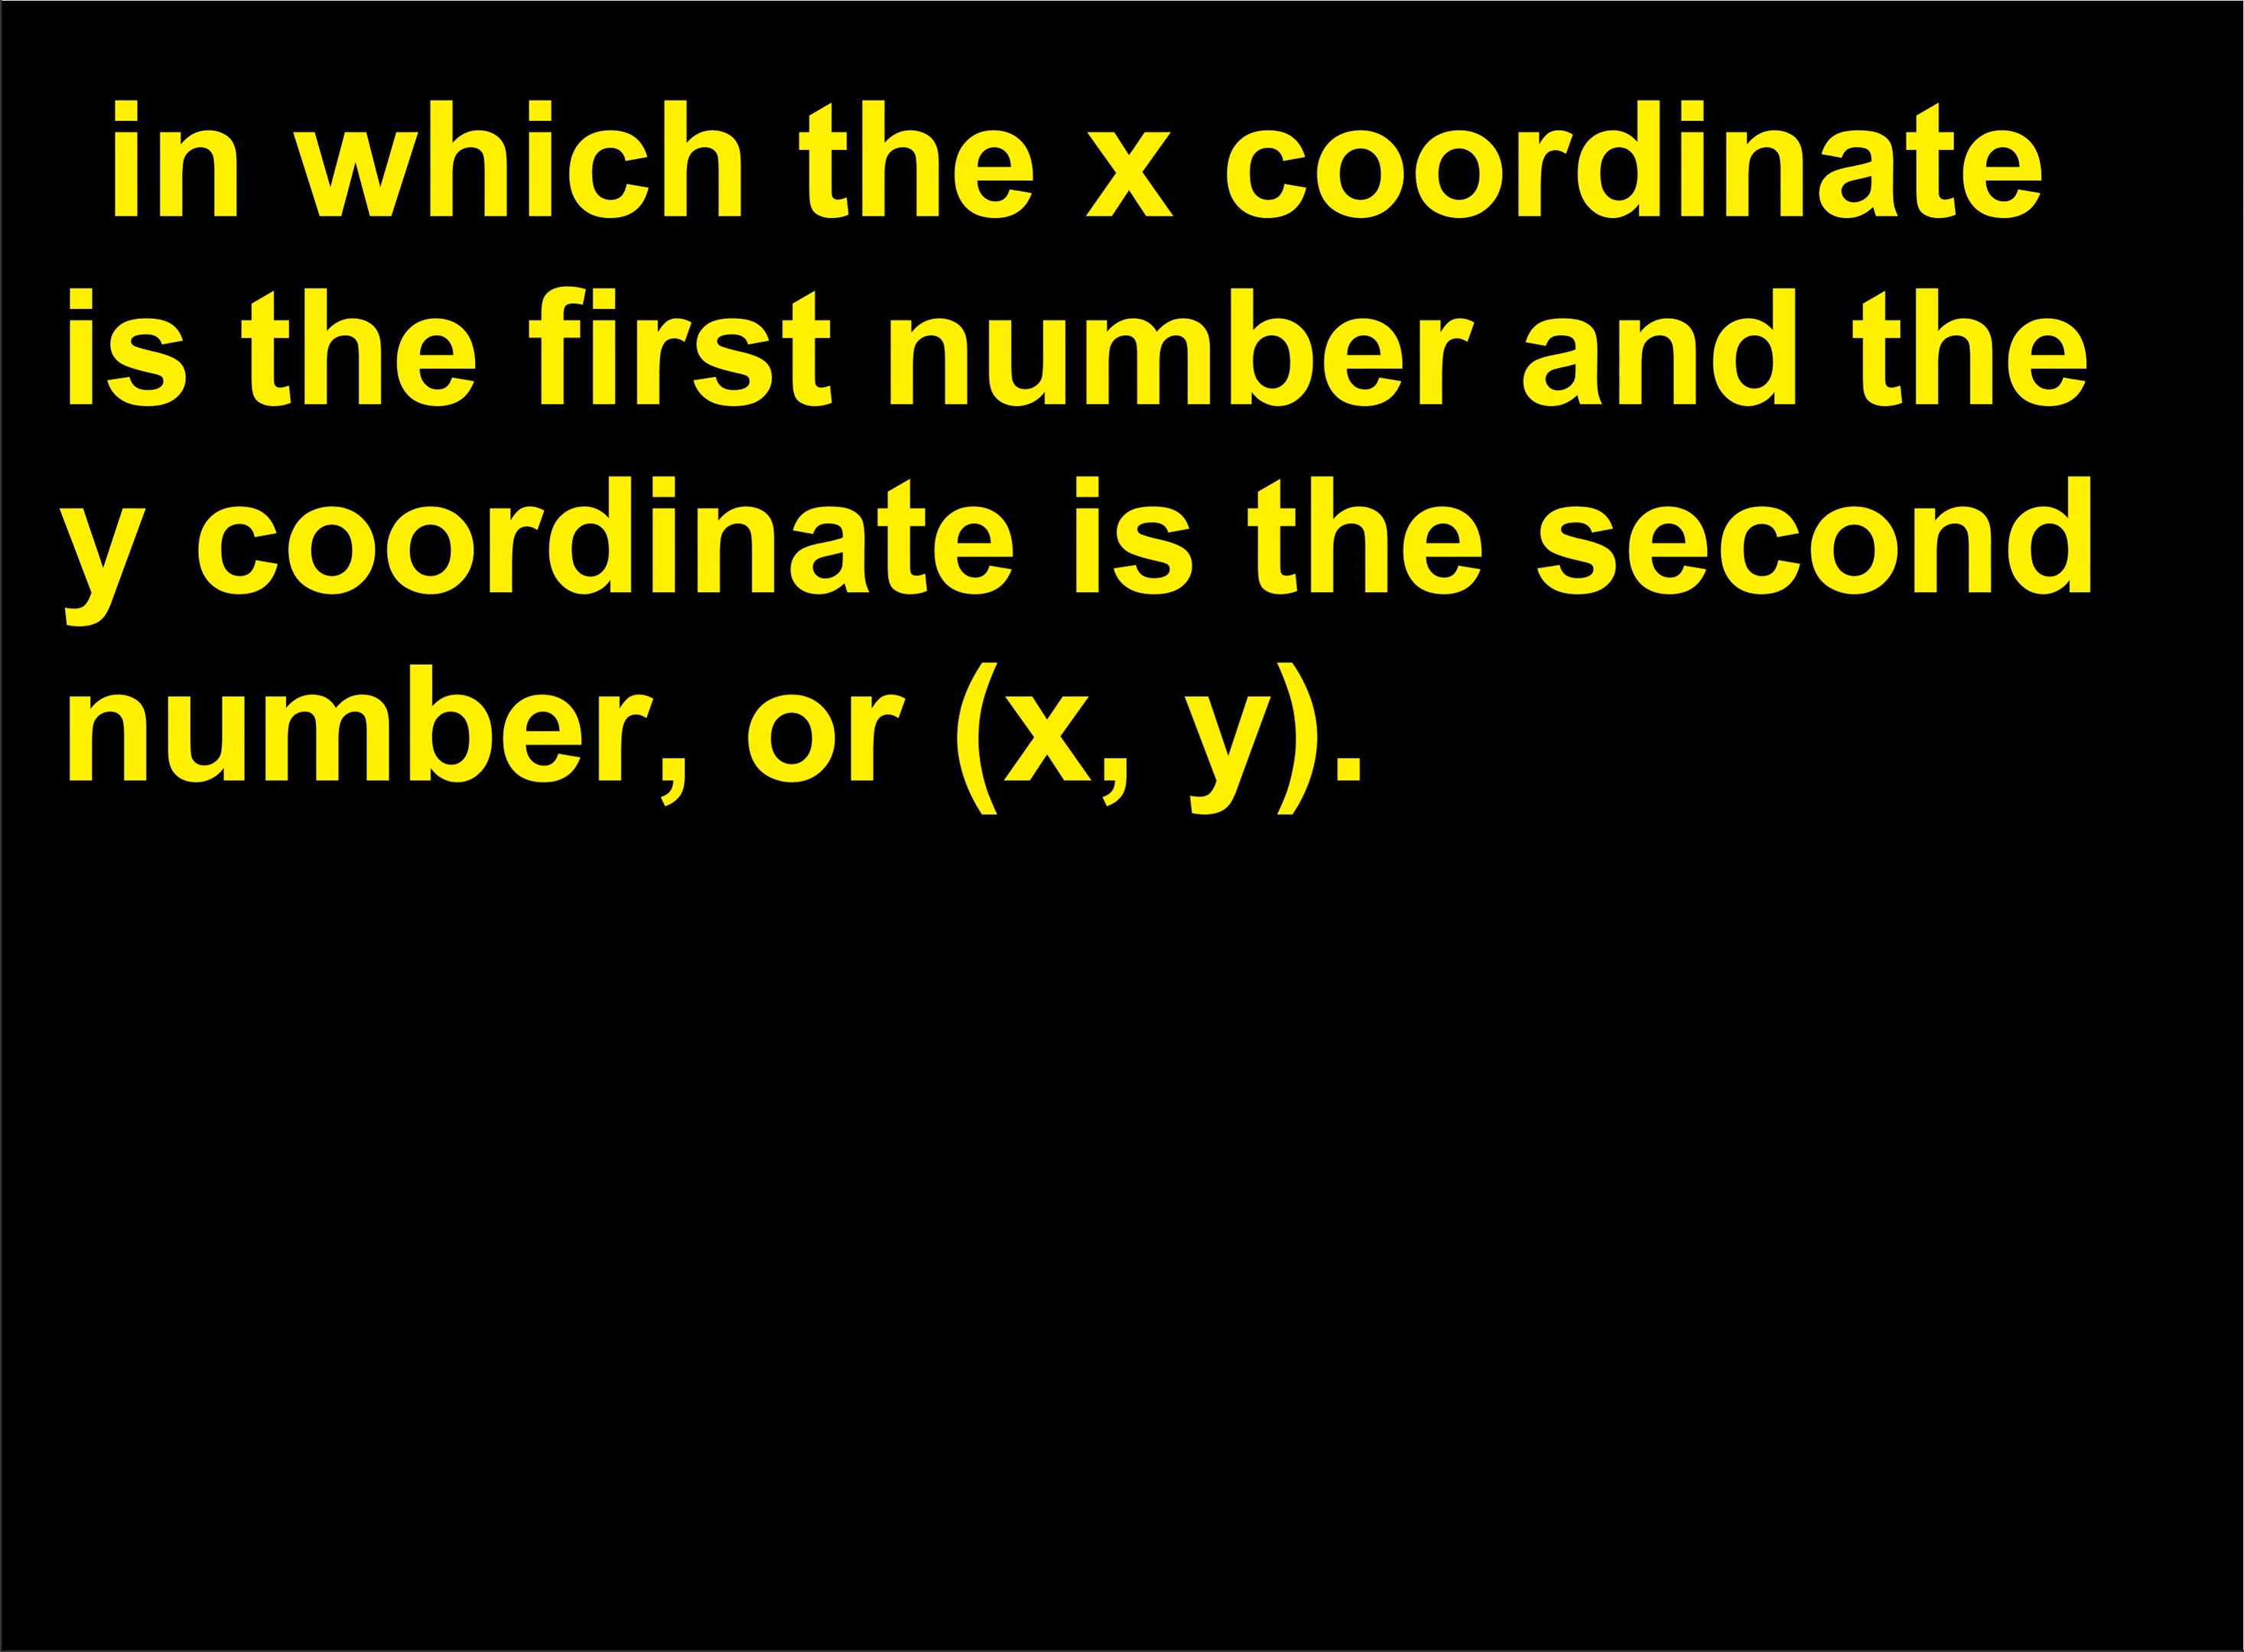 in which the x coordinate
is the first number and the
y coordinate is the second
number, or (x, y).